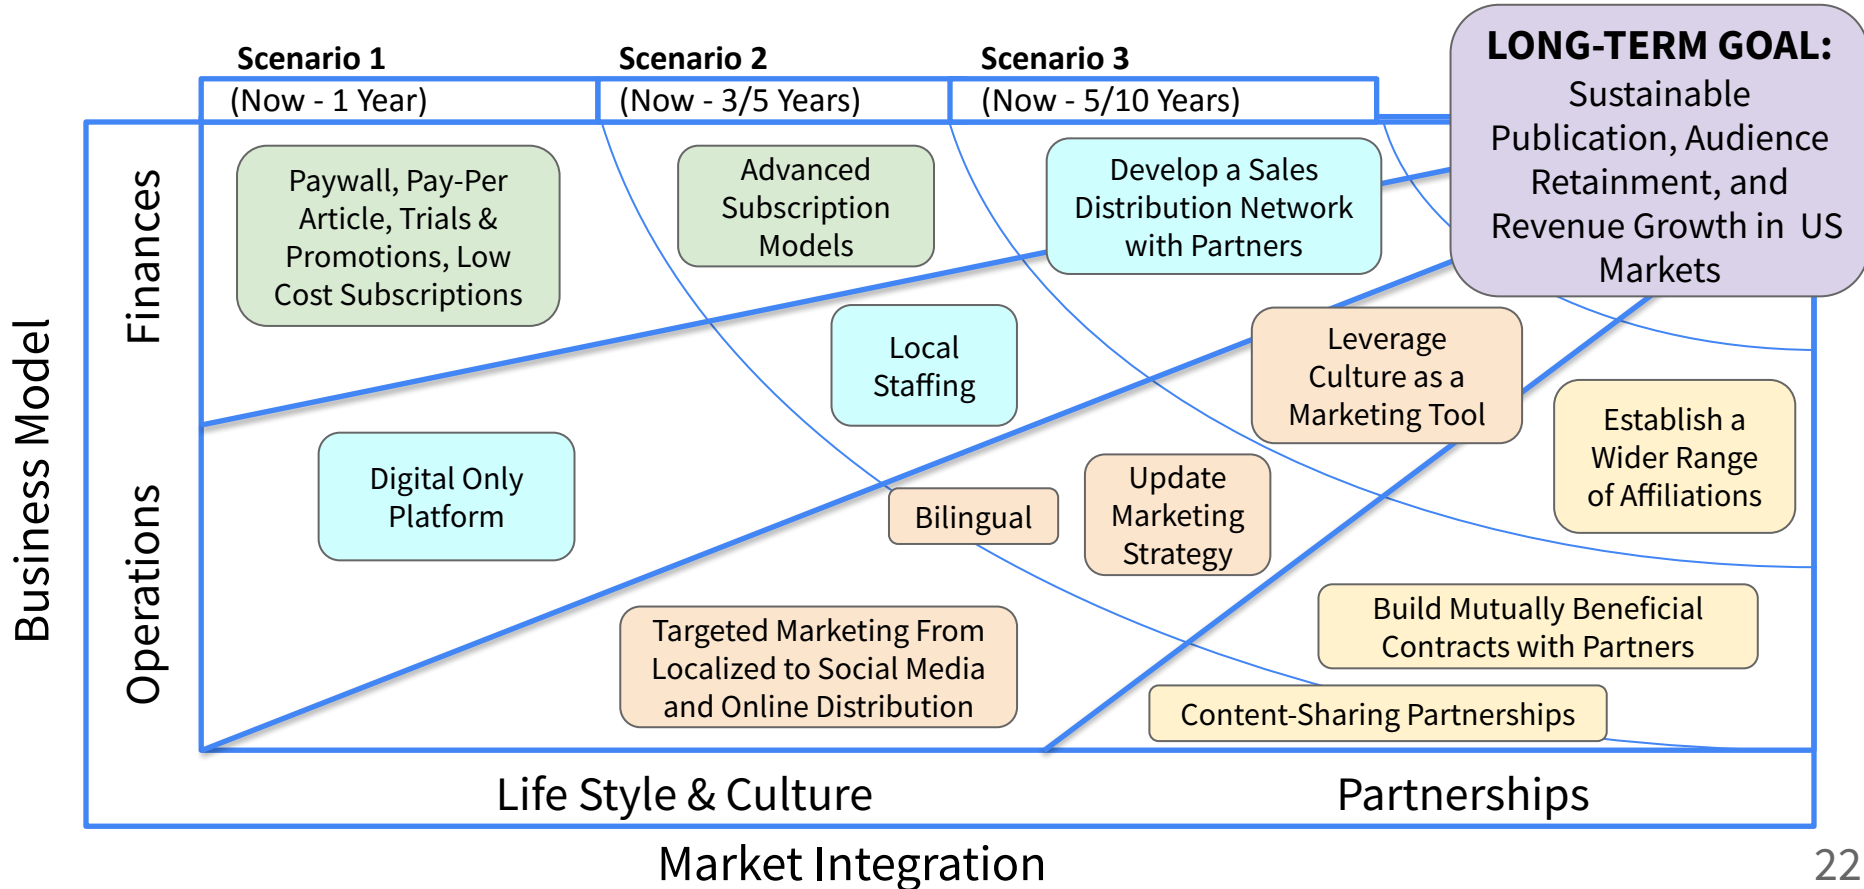 Scenario 1
(Now - 1 Year)
Scenario 2
(Now - 3/5 Years)
Scenario 3
(Now - 5/10 Years)
LONG-TERM GOAL:
Sustainable
Publication, Audience
Retainment, and
Revenue Growth in  US
Markets
Business Model
Finances
Operations
Paywall, Pay-Per
Article, Trials &
Promotions, Low
Cost Subscriptions
Advanced
Subscription
Models
Develop a Sales
Distribution Network
with Partners
Local
Staffing
Digital Only
Platform
Leverage
Culture as a
Marketing Tool
Bilingual
Update
Marketing
Strategy
Targeted Marketing From
Localized to Social Media
and Online Distribution
Establish a
Wider Range
of Affiliations
Build Mutually Beneficial
Contracts with Partners
Content-Sharing Partnerships
Life Style & Culture
Partnerships
Market Integration
22